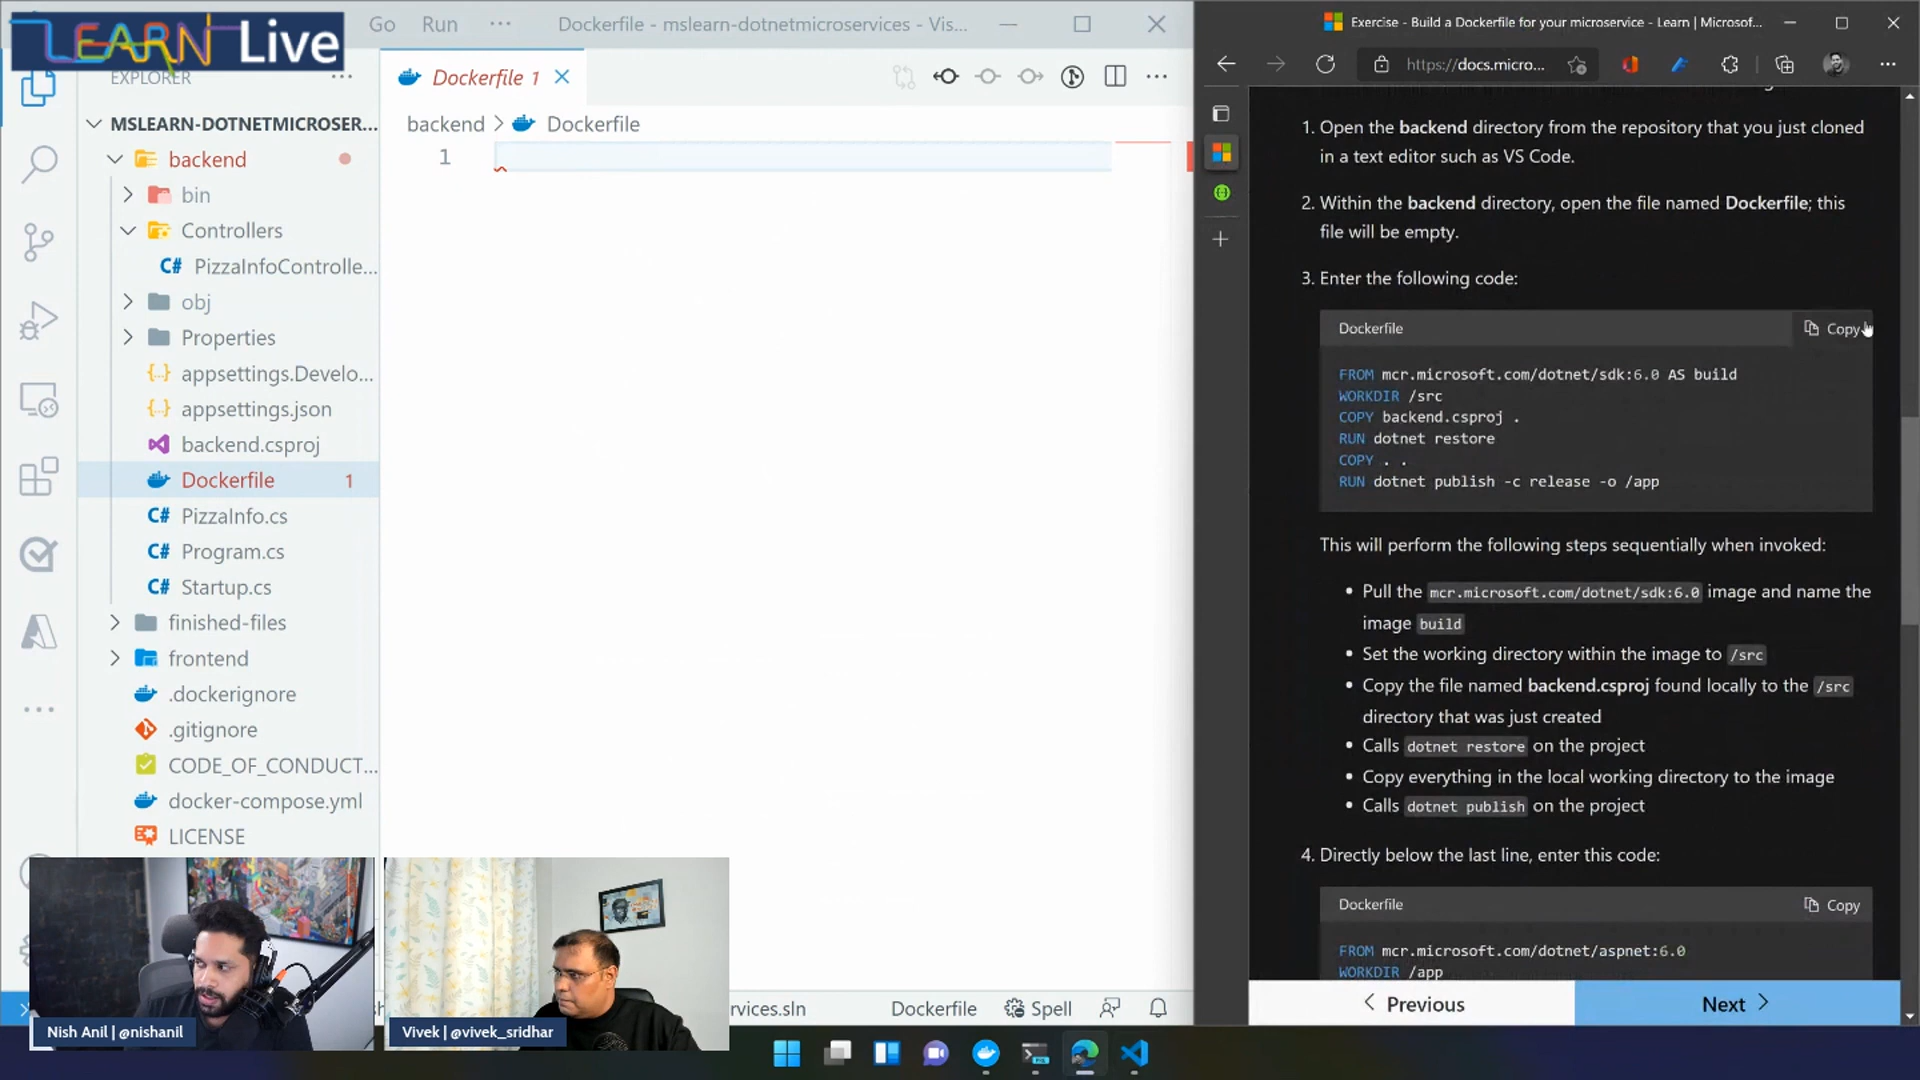 LEARN Live
Go
Run
Dockerfile - mslearn-dotnetmicroservices - Vis...
EXPLORER
MSLEARN-DOTNETMICROSER...
backend
bin
Controllers
C# PizzaInfoControlle...
obj
Properties
{} appsettings.Develo...
{} appsettings.json
backend.csproj
Dockerfile 1
C# PizzaInfo.cs
C# Program.cs
C# Startup.cs
finished-files
frontend
.dockerignore
.gitignore
CODE_OF_CONDUCT...
docker-compose.yml
LICENSE
Dockerfile 1
backend > Dockerfile
1
rvices.sln
Dockerfile
Spell
Nish Anil | @nishanil
Vivek | @vivek_sridhar
Exercise - Build a Dockerfile for your microservice - Learn | Microsof...
https://docs.micro...
1. Open the backend directory from the repository that you just cloned
in a text editor such as VS Code.
2. Within the backend directory, open the file named Dockerfile; this
file will be empty.
3. Enter the following code:
Dockerfile
Copy
FROM mcr.microsoft.com/dotnet/sdk:6.0 AS build
WORKDIR /src
COPY backend.csproj .
RUN dotnet restore
COPY . .
RUN dotnet publish -c release -o /app
This will perform the following steps sequentially when invoked:
• Pull the mcr.microsoft.com/dotnet/sdk:6.0 image and name the
image build
• Set the working directory within the image to /src
• Copy the file named backend.csproj found locally to the /src
directory that was just created
• Calls dotnet restore on the project
• Copy everything in the local working directory to the image
• Calls dotnet publish on the project
4. Directly below the last line, enter this code:
Dockerfile
Copy
FROM mcr.microsoft.com/dotnet/aspnet:6.0
WORKDIR /app
Previous
Next